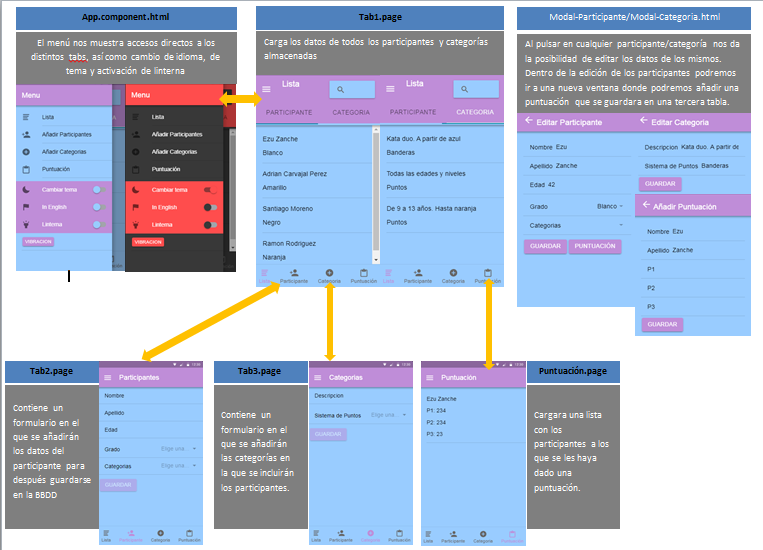 App.component.html
El menú nos muestra accesos directos a los
distintos tabs, así como cambio de idioma, de
tema y activación de linterna
Menu
Lista
Añadir Participantes
Añadir Categorias
Puntuación
Cambiar tema
In English
Linterna
VIBRACION
Menu
Lista
Añadir Participantes
Añadir Categorias
Puntuación
Cambiar tema
In English
Linterna
VIBRACION
Tab1.page
Carga los datos de todos los participantes y categorías
almacenadas
Lista
PARTICIPANTE CATEGORIA
Ezu Zanche
Blanco
Adrian Carvajal Perez
Amarillo
Santiago Moreno
Negro
Ramon Rodriguez
Naranja
Lista Participante Categoria Puntuación
Lista
PARTICIPANTE CATEGORIA
Kata duo. A partir de azul
Banderas
Todas las edades y niveles
Puntos
De 9 a 13 años. Hasta naranja
Puntos
Lista Participante Categoria Puntuación
Modal-Participante/Modal-Categoria.html
Al pulsar en cualquier participante/categoría nos da
la posibilidad de editar los datos de los mismos.
Dentro de la edición de los participantes podremos
ir a una nueva ventana donde podremos añadir una
puntuación que se guardara en una tercera tabla.
Editar Participante
Nombre Ezu
Apellido Zanche
Edad 42
Grado Blanco
Categorias
GUARDAR PUNTUACIÓN
Editar Categoria
Descripcion Kata duo. A partir de
Sistema de Puntos Banderas
GUARDAR
Añadir Puntuación
Nombre Ezu
Apellido Zanche
P1
P2
P3
GUARDAR
Tab2.page
Contiene un
formulario en el
que se añadirán
los datos del
participante para
después guardarse
en la BBDD
Participantes
Nombre
Apellido
Edad
Grado Elige una...
Categorias Elige una...
GUARDAR
Lista Participante Categoria Puntuación
Tab3.page
Contiene un
formulario en el
que se añadirán
las categorías en
la que se incluirán
los participantes.
Categorias
Descripcion
Sistema de Puntos Elige una...
GUARDAR
Lista Participante Categoria Puntuación
Puntuación
Ezu Zanche
P1: 234
P2: 234
P3: 23
Lista Participante Categoria Puntuación
Puntuación.page
Cargara una lista
con los
participantes a los
que se les haya
dado una
puntuación.